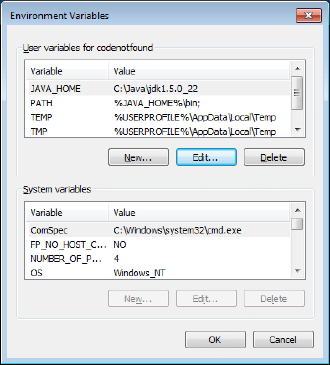 Environment Variables
User variables for codenotfound
Variable Value
JAVA_HOME C:\Java\jdk1.5.0_22
PATH %JAVA_HOME%\bin;
TEMP %USERPROFILE%\AppData\Local\Temp
TMP %USERPROFILE%\AppData\Local\Temp
New... Edit... Delete
System variables
Variable Value
ComSpec C:\Windows\system32\cmd.exe
FP_NO_HOST_C... NO
NUMBER_OF_P... 4
OS Windows_NT
New... Edit... Delete
OK Cancel